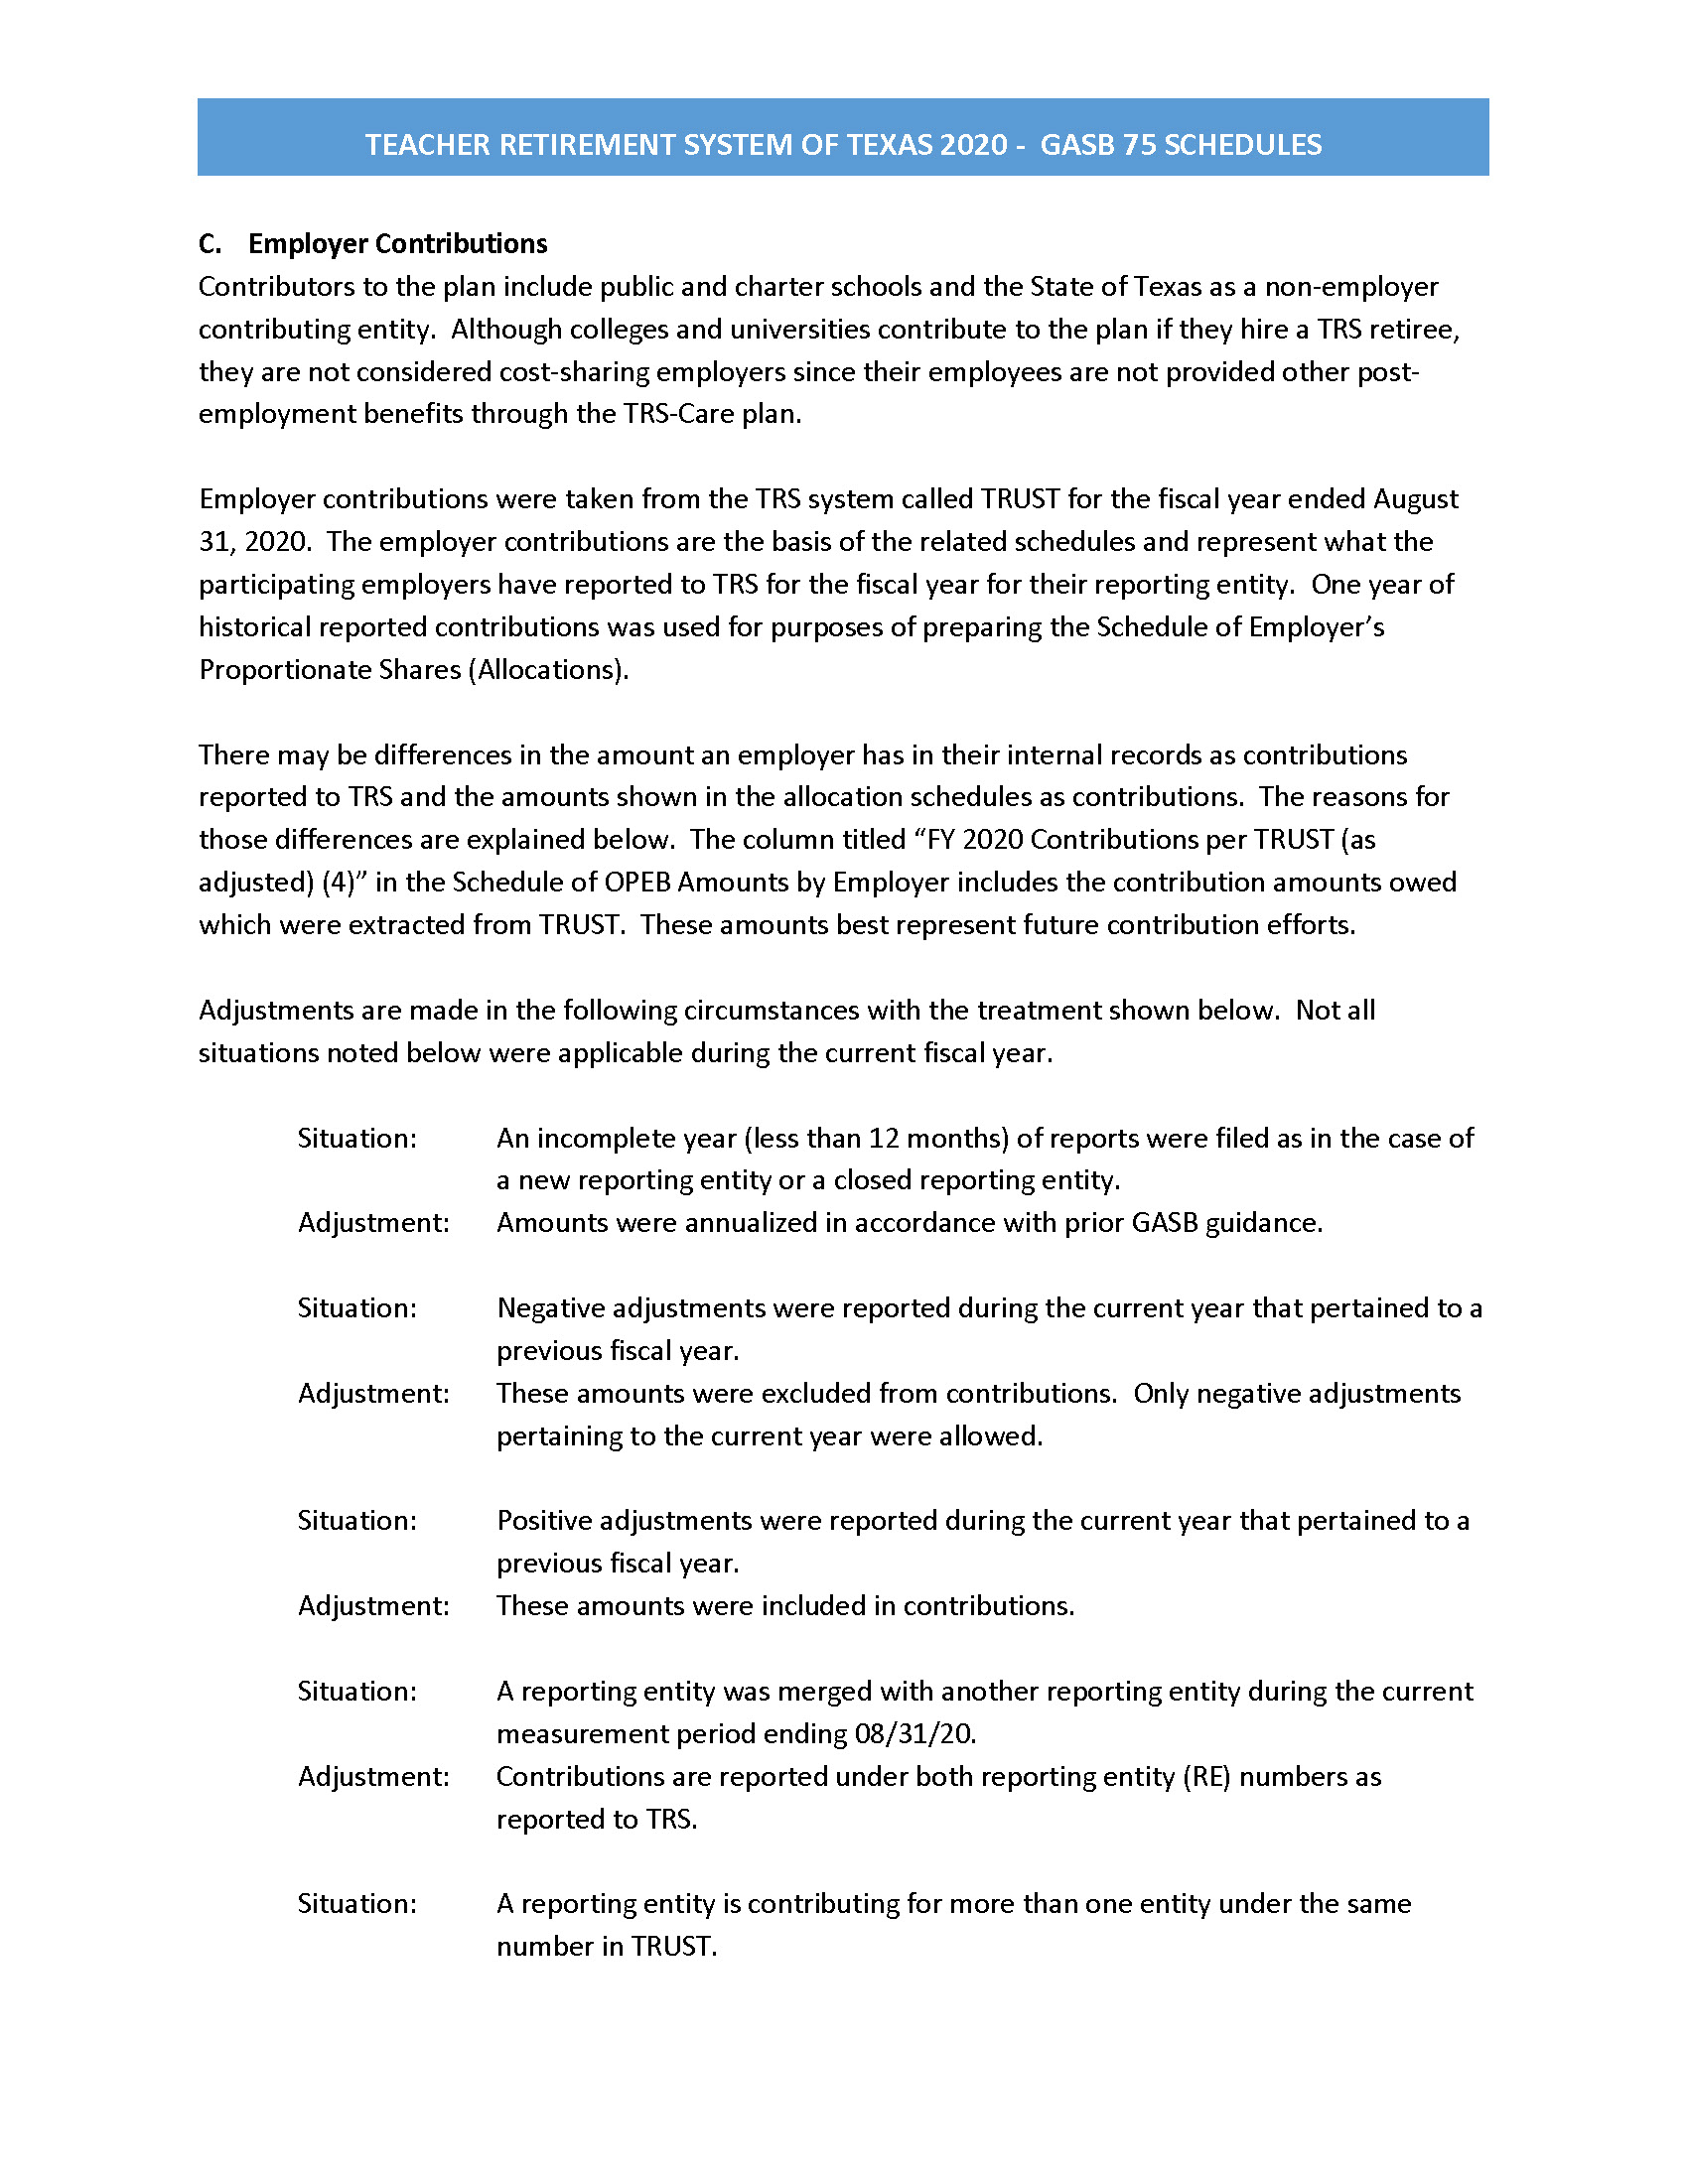 TEACHER RETIREMENT SYSTEM OF TEXAS 2020 -  GASB 75 SCHEDULES
C. Employer Contributions
Contributors to the plan include public and charter schools and the State of Texas as a non-employer
contributing entity.  Although colleges and universities contribute to the plan if they hire a TRS retiree,
they are not considered cost-sharing employers since their employees are not provided other post-
employment benefits through the TRS-Care plan.
Employer contributions were taken from the TRS system called TRUST for the fiscal year ended August
31, 2020.  The employer contributions are the basis of the related schedules and represent what the
participating employers have reported to TRS for the fiscal year for their reporting entity.  One year of
historical reported contributions was used for purposes of preparing the Schedule of Employer’s
Proportionate Shares (Allocations).
There may be differences in the amount an employer has in their internal records as contributions
reported to TRS and the amounts shown in the allocation schedules as contributions.  The reasons for
those differences are explained below.  The column titled “FY 2020 Contributions per TRUST (as
adjusted) (4)” in the Schedule of OPEB Amounts by Employer includes the contribution amounts owed
which were extracted from TRUST.  These amounts best represent future contribution efforts.
Adjustments are made in the following circumstances with the treatment shown below.  Not all
situations noted below were applicable during the current fiscal year.
Situation: An incomplete year (less than 12 months) of reports were filed as in the case of
a new reporting entity or a closed reporting entity.
Adjustment: Amounts were annualized in accordance with prior GASB guidance.
Situation: Negative adjustments were reported during the current year that pertained to a
previous fiscal year.
Adjustment: These amounts were excluded from contributions.  Only negative adjustments
pertaining to the current year were allowed.
Situation: Positive adjustments were reported during the current year that pertained to a
previous fiscal year.
Adjustment: These amounts were included in contributions.
Situation: A reporting entity was merged with another reporting entity during the current
measurement period ending 08/31/20.
Adjustment: Contributions are reported under both reporting entity (RE) numbers as
reported to TRS.
Situation: A reporting entity is contributing for more than one entity under the same
number in TRUST.